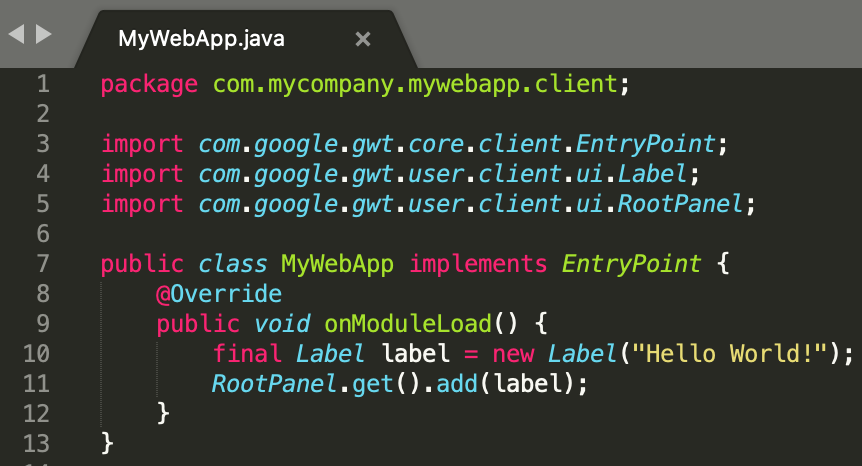 MyWebApp.java ×
1 package com.mycompany.mywebapp.client;
2
3 import com.google.gwt.core.client.EntryPoint;
4 import com.google.gwt.user.client.ui.Label;
5 import com.google.gwt.user.client.ui.RootPanel;
6
7 public class MyWebApp implements EntryPoint {
8     @Override
9     public void onModuleLoad() {
10         final Label label = new Label("Hello World!");
11         RootPanel.get().add(label);
12     }
13 }